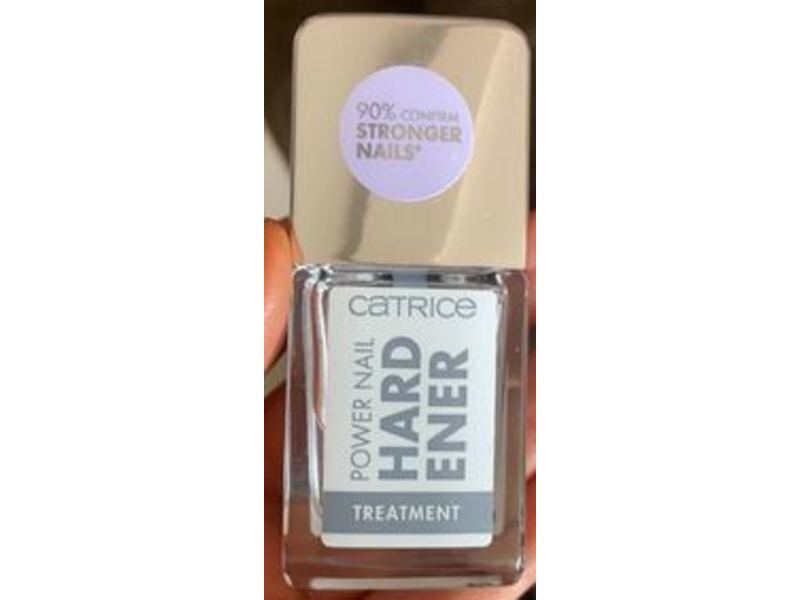 90% CONFIRM
STRONGER
NAILS*
CATRICE
POWER NAIL
HARD
ENER
TREATMENT